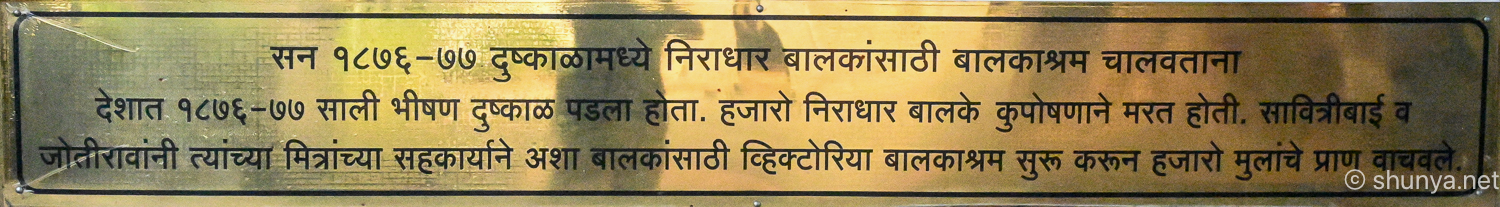 सन १८७६-७७ दुष्काळामध्ये निराधार बालकांसाठी बालकाश्रम चालवताना
देशात १८७६-७७ साली भीषण दुष्काळ पडला होता. हजारो निराधार बालके कुपोषणाने मरत होती. सावित्रीबाई व
जोतीरावांनी त्यांच्या मित्रांच्या सहकार्याने अशा बालकांसाठी व्हिक्टोरिया बालकाश्रम सुरू करून हजारो मुलांचे प्राण वाचवले.
© shunya.net